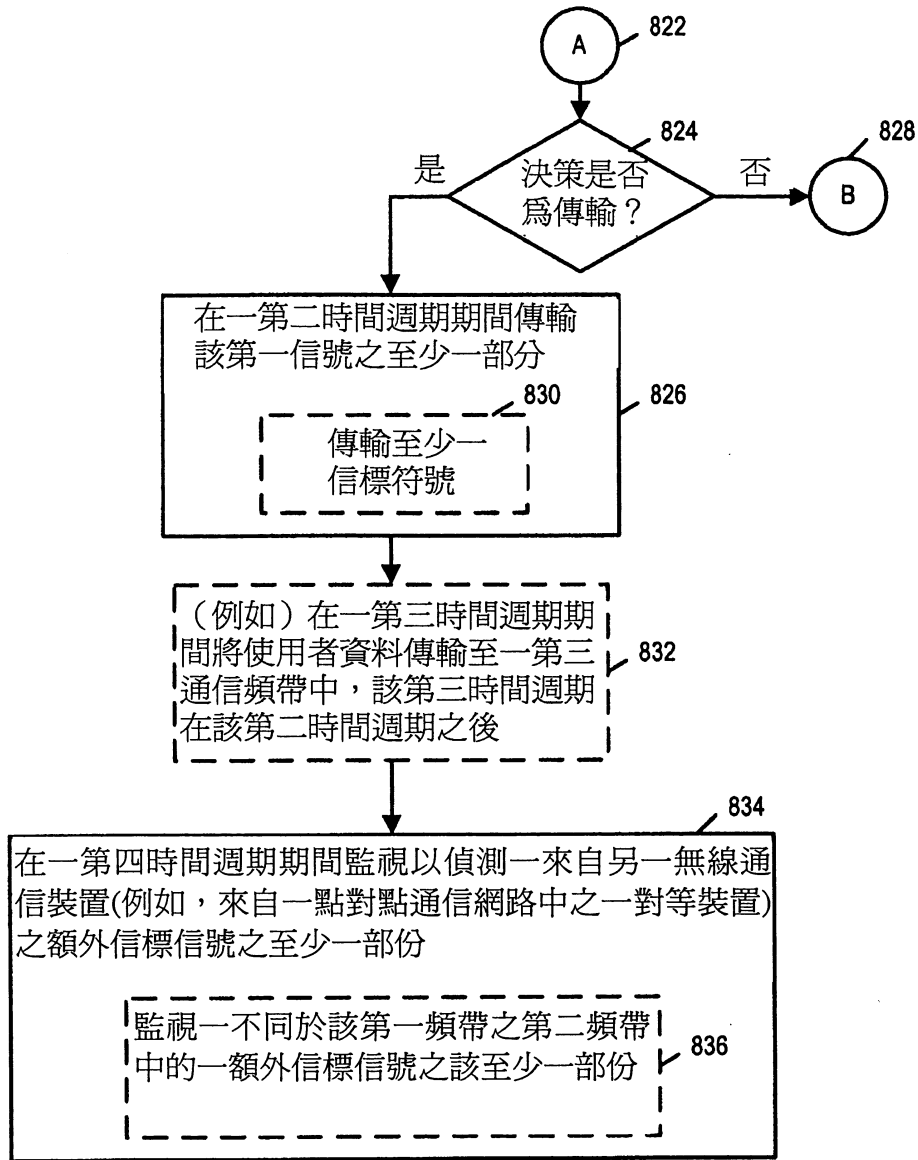 A
822
824
828
是
決策是否
為傳輸？
否
B
在一第二時間週期期間傳輸
該第一信號之至少一部分
830
826
傳輸至少一
信標符號
（例如）在一第三時間週期期
間將使用者資料傳輸至一第三
通信頻帶中，該第三時間週期
在該第二時間週期之後
832
834
在一第四時間週期期間監視以偵測一來自另一無線通
信裝置(例如，來自一點對點通信網路中之一對等裝置)
之額外信標信號之至少一部份
監視一不同於該第一頻帶之第二頻帶
中的一額外信標信號之該至少一部份
836